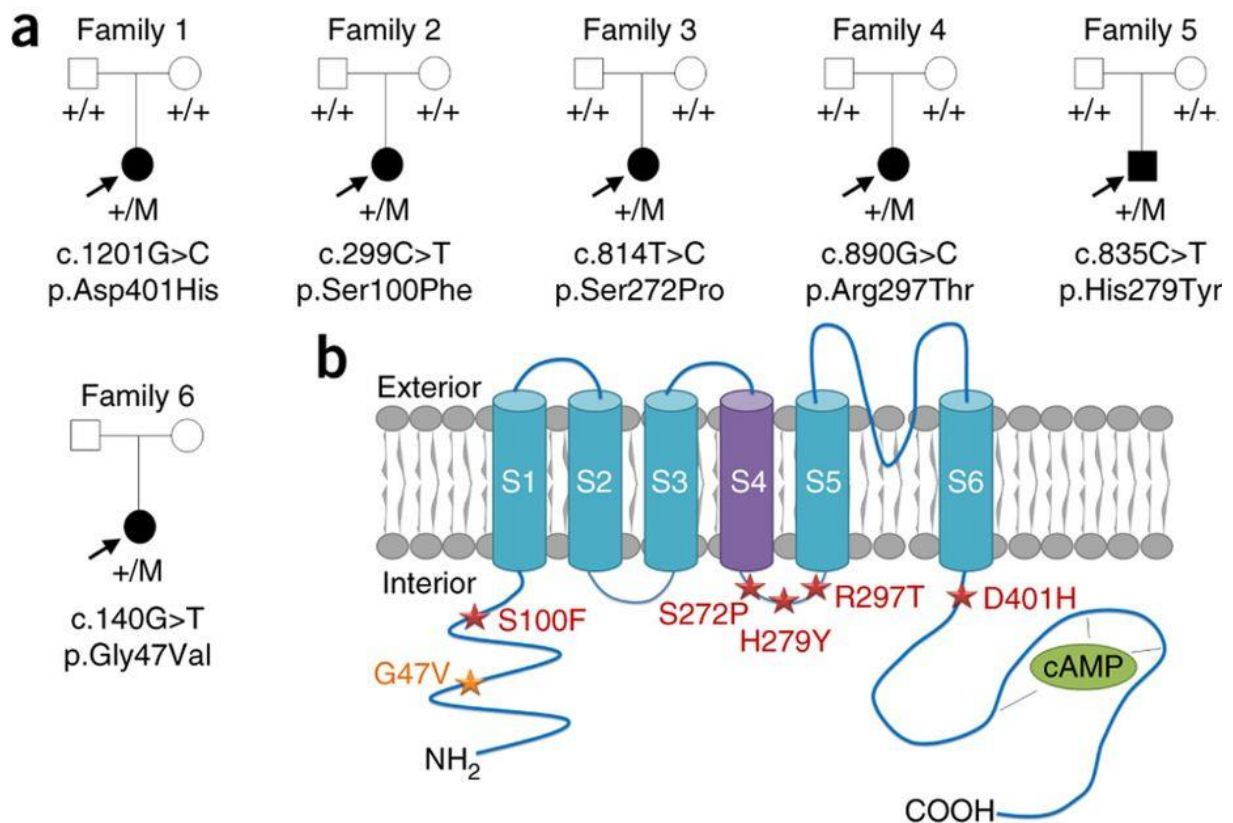 a
Family 1
Family 2
Family 3
Family 4
Family 5
+/+ +/+
+/+ +/+
+/+ +/+
+/+ +/+
+/+ +/+
+/M
+/M
+/M
+/M
+/M
c.1201G>C
p.Asp401His
c.299C>T
p.Ser100Phe
c.814T>C
p.Ser272Pro
c.890G>C
p.Arg297Thr
c.835C>T
p.His279Tyr
Family 6
+/M
c.140G>T
p.Gly47Val
b
Exterior
S1 S2 S3 S4 S5 S6
Interior
S100F
S272P
H279Y
R297T
D401H
G47V
cAMP
NH2
COOH